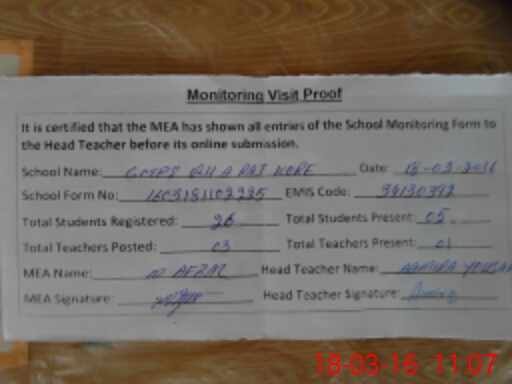 Monitoring Visit Proof
It is certified that the MEA has shown all entries of the School Monitoring Form to
the Head Teacher before its online submission.
School Name: GMPS Date: 18-03-2016
School Form No: EMIS Code: 34130392
Total Students Registered: 26 Total Students Present: 05
Total Teachers Posted: 03 Total Teachers Present: 01
MEA Name: Head Teacher Name:
MEA Signature: Head Teacher Signature:
18-03-16 11:07